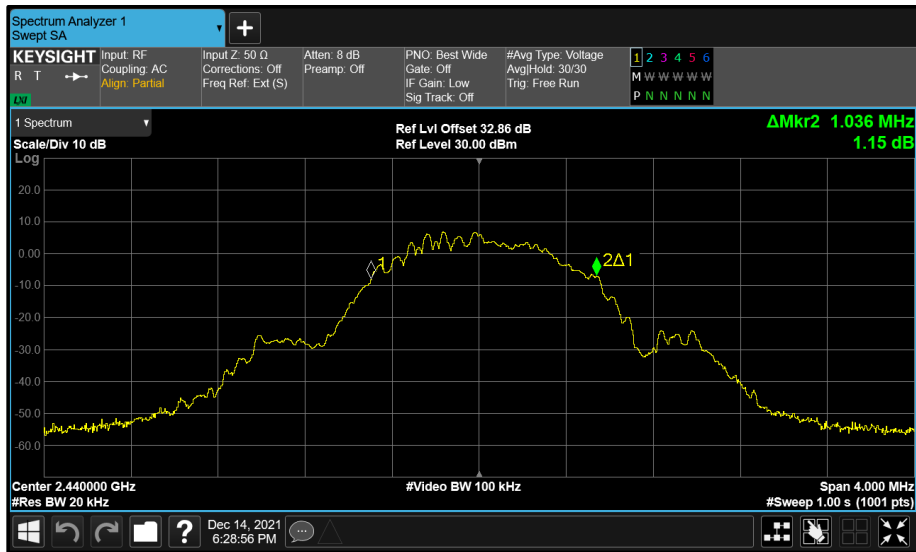 Spectrum Analyzer 1
Swept SA
+
KEYSIGHT Input: RF Input Z: 50 Ω Atten: 8 dB PNO: Best Wide #Avg Type: Voltage 1 2 3 4 5 6
R T Coupling: AC Corrections: Off Preamp: Off Gate: Off Avg|Hold: 30/30 M W W W W W
Align: Partial Freq Ref: Ext (S) IF Gain: Low Trig: Free Run
LXI Sig Track: Off P N N N N N
1 Spectrum Ref Lvl Offset 32.86 dB ΔMkr2 1.036 MHz
Scale/Div 10 dB Ref Level 30.00 dBm 1.15 dB
Log
20.0
10.0
0.00 1 2Δ1
-10.0
-20.0
-30.0
-40.0
-50.0
-60.0
Center 2.440000 GHz #Video BW 100 kHz Span 4.000 MHz
#Res BW 20 kHz #Sweep 1.00 s (1001 pts)
? Dec 14, 2021
6:28:56 PM